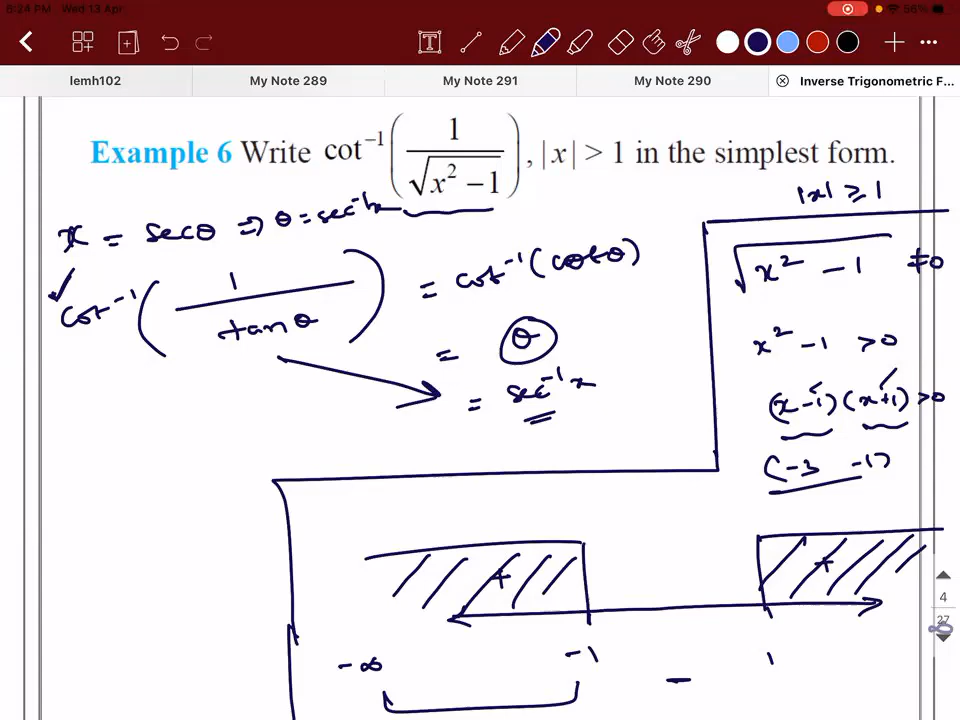 6:24 PM Wed 13 Apr 56%
lemh102 My Note 289 My Note 291 My Note 290 Inverse Trigonometric F...
Example 6 Write cot⁻¹(1/√(x² − 1)), |x| > 1 in the simplest form.
x = secθ ⇒ θ = sec⁻¹x
cot⁻¹(1/tanθ) = cot⁻¹(cotθ)
= θ
= sec⁻¹x
|x| ≥ 1
√(x² − 1) ≠0
x² − 1 >0
(x−1)(x+1)>0
(−3 −1)
+ +
−∞ −1 − 1
4
27